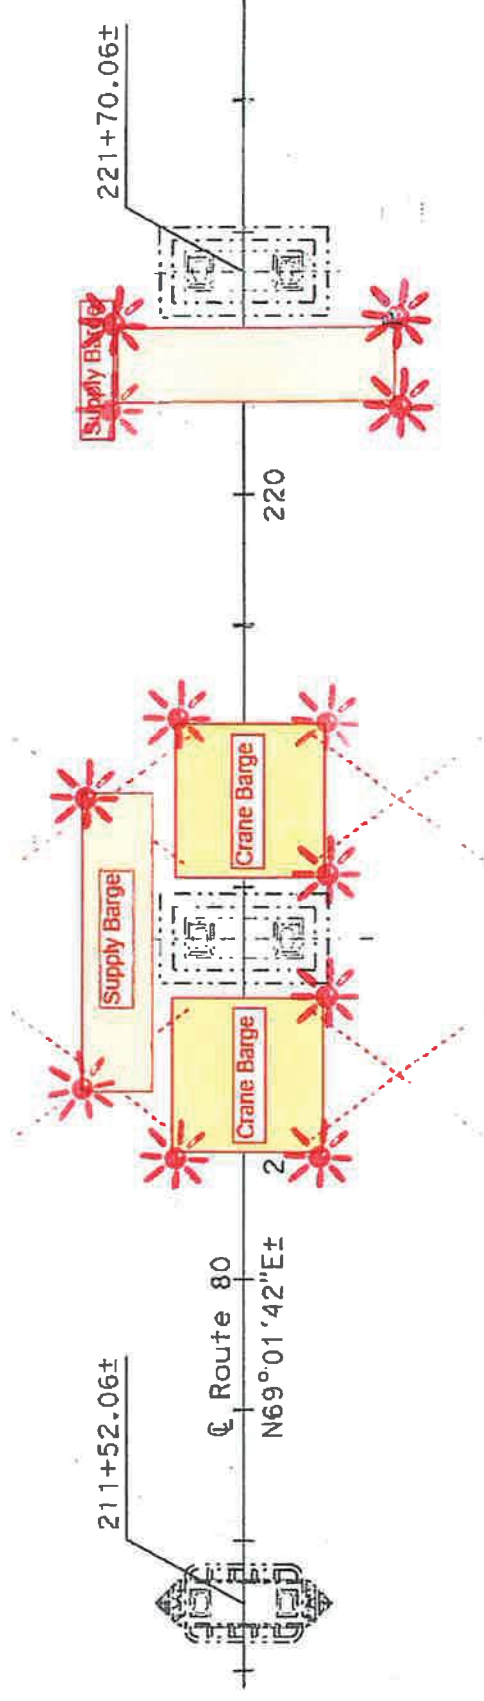 221+70.06±
Supply Barge
220
Crane Barge
Supply Barge
Crane Barge
2
℄ Route 80
N69°01'42"E±
211+52.06±